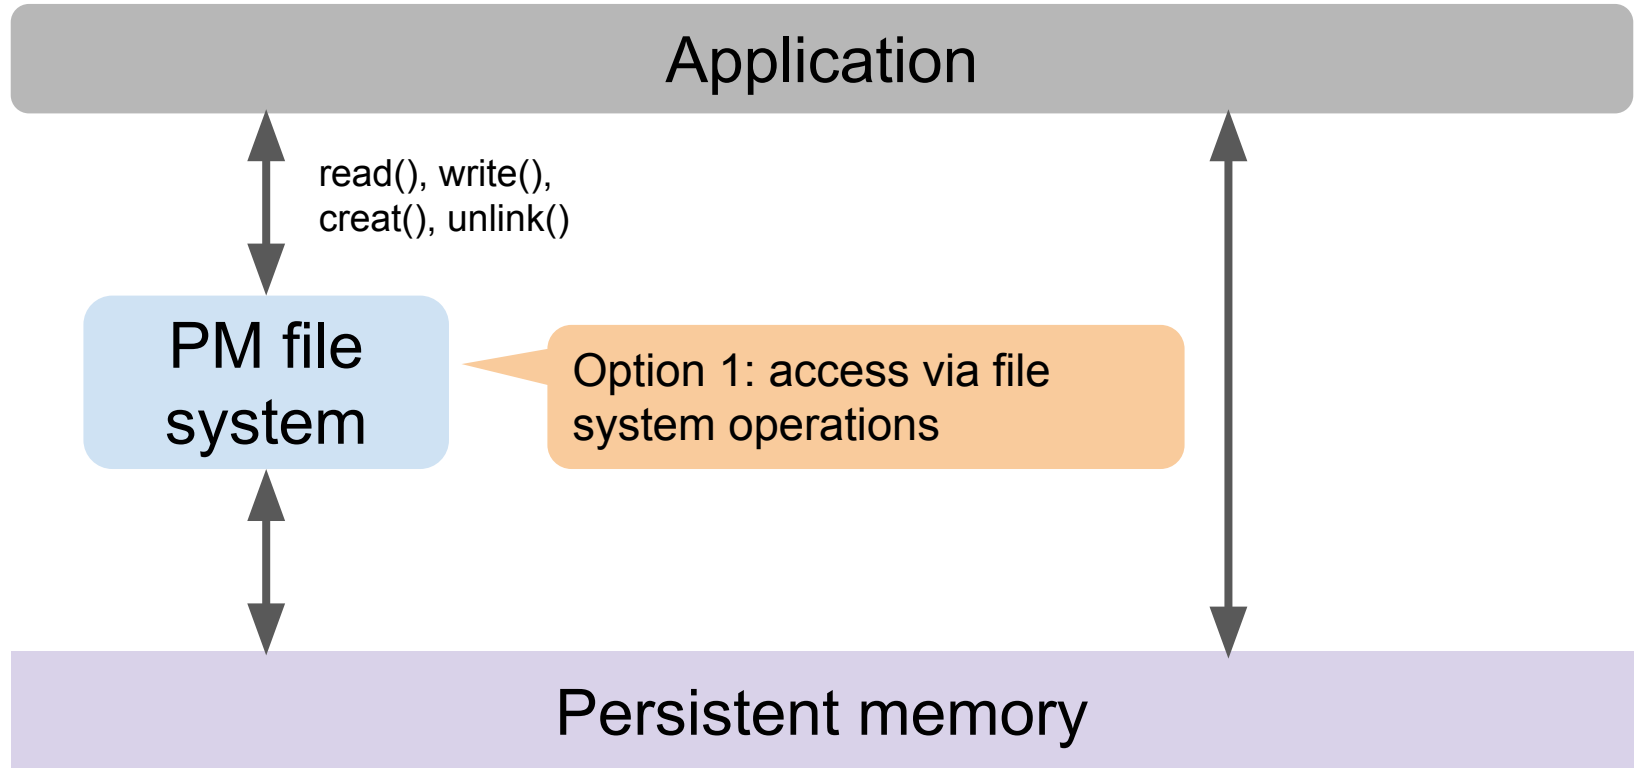 Application
read(), write(),
creat(), unlink()
PM file
system
Option 1: access via file
system operations
Persistent memory